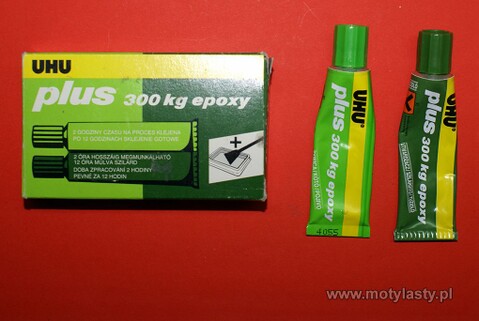 UHU
plus 300 kg epoxy
2 GODZINY CZASU NA PROCES KLEJENIA
PO 12 GODZINACH SKLEJENIE GOTOWE
2 ÓRA HOSSZÁIG MEGMUNKÁLHATÓ
12 ÓRA MÚLVA SZILÁRD
DOBA ZPRACOVÁNÍ 2 HODINY
PEVNÉ ZA 12 HODIN
+
UHU
plus 300 kg epoxy
4055
UHU
plus 300 kg epoxy
www.motylasty.pl